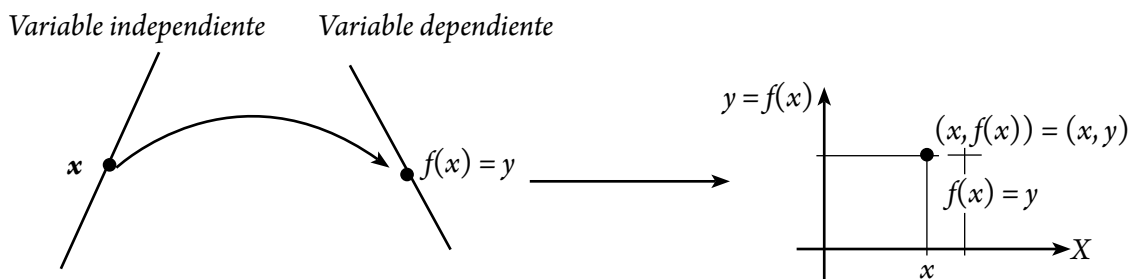 Variable independiente
Variable dependiente
x
f(x) = y
y = f(x)
(x, f(x)) = (x, y)
f(x) = y
X
x